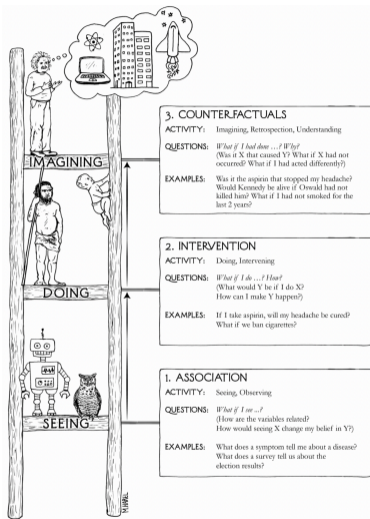 3. COUNTERFACTUALS
ACTIVITY: Imagining, Retrospection, Understanding
QUESTIONS: What if I had done …? Why?
(Was it X that caused Y? What if X had not
occurred? What if I had acted differently?)
EXAMPLES: Was it the aspirin that stopped my headache?
Would Kennedy be alive if Oswald had not
killed him? What if I had not smoked for the
last 2 years?
IMAGINING
2. INTERVENTION
ACTIVITY: Doing, Intervening
QUESTIONS: What if I do …? How?
(What would Y be if I do X?
How can I make Y happen?)
EXAMPLES: If I take aspirin, will my headache be cured?
What if we ban cigarettes?
DOING
1. ASSOCIATION
ACTIVITY: Seeing, Observing
QUESTIONS: What if I see ...?
(How are the variables related?
How would seeing X change my belief in Y?)
EXAMPLES: What does a symptom tell me about a disease?
What does a survey tell us about the
election results?
SEEING
M.HAREL